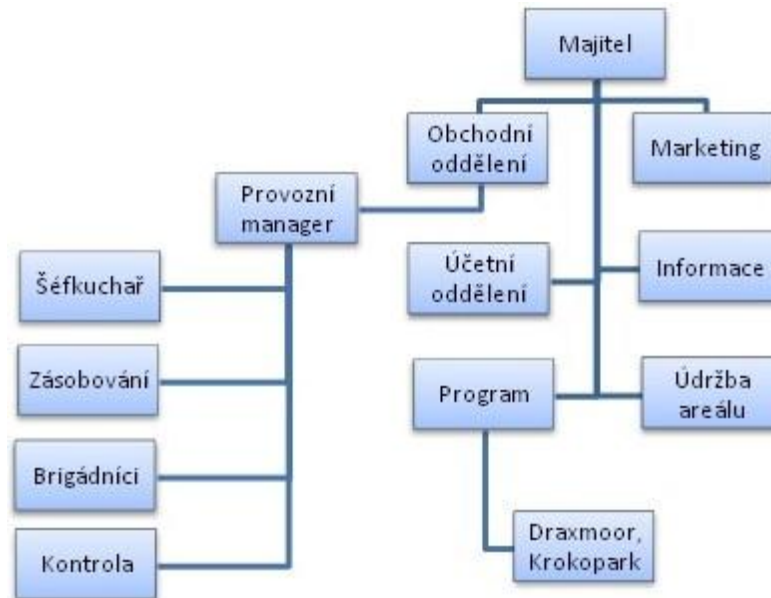 Majitel
Obchodní
oddělení
Marketing
Provozní
manager
Účetní
oddělení
Informace
Šéfkuchař
Zásobování
Program
Údržba
areálu
Brigádníci
Kontrola
Draxmoor,
Krokopark